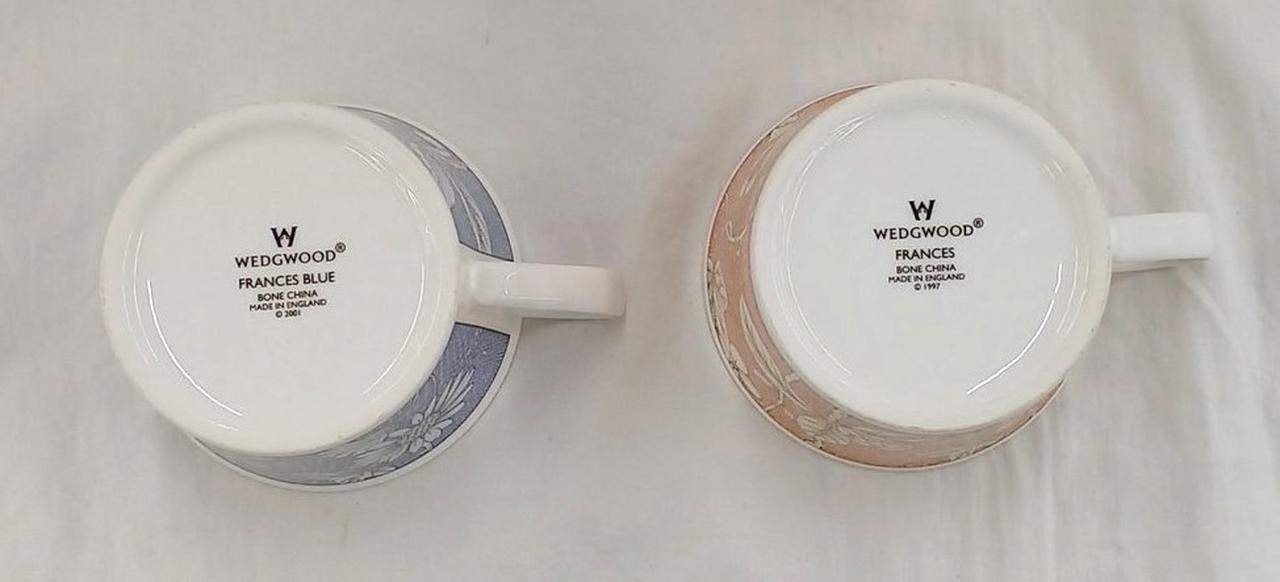 W
WEDGWOOD®
FRANCES BLUE
BONE CHINA
MADE IN ENGLAND
© 2001
W
WEDGWOOD®
FRANCES
BONE CHINA
MADE IN ENGLAND
© 1997